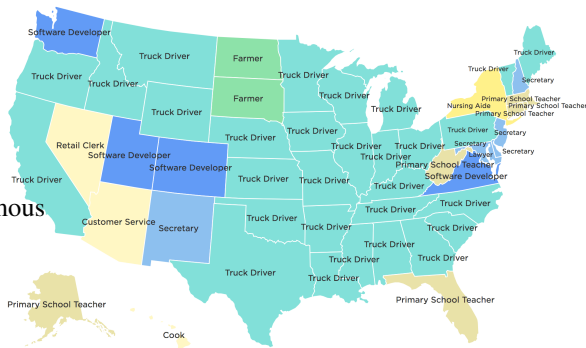 Software Developer
Truck Driver
Truck Driver
Farmer
Truck Driver
Truck Driver
Truck Driver
Secretary
Truck Driver
Truck Driver
Farmer
Truck Driver
Truck Driver
Nursing Aide
Primary School Teacher
Primary School Teacher
Primary School Teacher
Truck Driver
Truck Driver
Truck Driver
Truck Driver
Secretary
Retail Clerk
Software Developer
Software Developer
Truck Driver
Truck Driver
Truck Driver
Truck Driver
Secretary
Lawyer
Secretary
Primary School Teacher
Software Developer
Truck Driver
Truck Driver
Truck Driver
Truck Driver
nous
Customer Service
Secretary
Truck Driver
Truck Driver
Truck Driver
Truck Driver
Truck Driver
Truck Driver
Truck Driver
Truck Driver
Truck Driver
Truck Driver
Primary School Teacher
Primary School Teacher
Cook